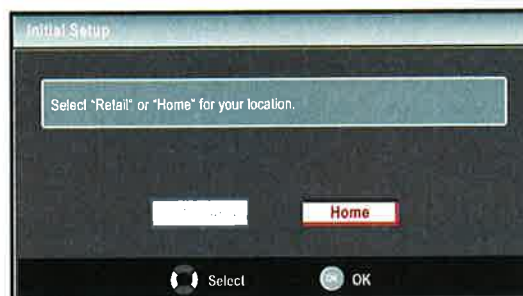 Initial Setup
Select "Retail" or "Home" for your location.
Home
Select
OK